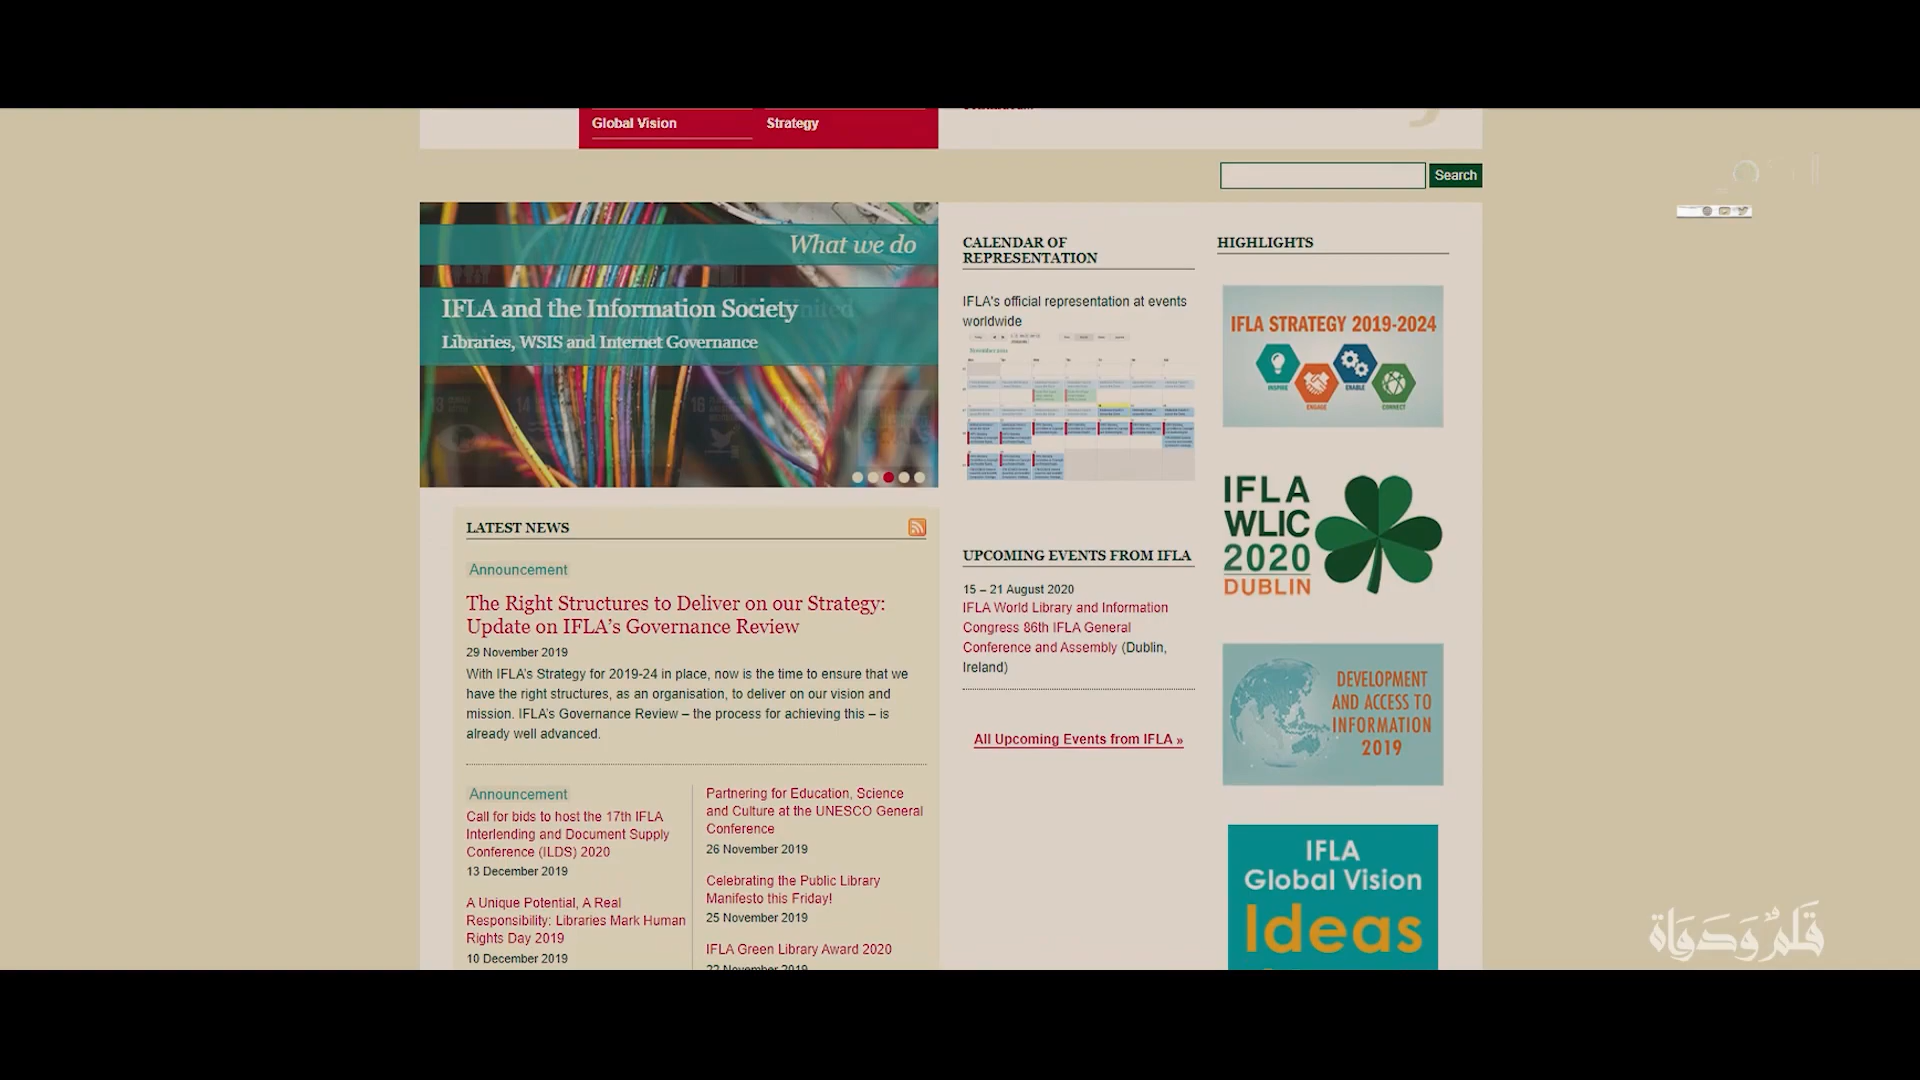 Global Vision
Strategy
Search
What we do
IFLA and the Information Society
Libraries, WSIS and Internet Governance
LATEST NEWS
Announcement
The Right Structures to Deliver on our Strategy:
Update on IFLA's Governance Review
29 November 2019
With IFLA's Strategy for 2019-24 in place, now is the time to ensure that we
have the right structures, as an organisation, to deliver on our vision and
mission. IFLA's Governance Review – the process for achieving this – is
already well advanced.
Announcement
Call for bids to host the 17th IFLA
Interlending and Document Supply
Conference (ILDS) 2020
13 December 2019
A Unique Potential, A Real
Responsibility: Libraries Mark Human
Rights Day 2019
10 December 2019
Partnering for Education, Science
and Culture at the UNESCO General
Conference
26 November 2019
Celebrating the Public Library
Manifesto this Friday!
25 November 2019
IFLA Green Library Award 2020
22 November 2019
CALENDAR OF
REPRESENTATION
IFLA's official representation at events
worldwide
UPCOMING EVENTS FROM IFLA
15 – 21 August 2020
IFLA World Library and Information
Congress 86th IFLA General
Conference and Assembly (Dublin,
Ireland)
All Upcoming Events from IFLA »
HIGHLIGHTS
IFLA STRATEGY 2019-2024
INSPIRE
ENGAGE
ENABLE
CONNECT
IFLA
WLIC
2020
DUBLIN
DEVELOPMENT
AND ACCESS TO
INFORMATION
2019
IFLA
Global Vision
Ideas
قَلَمٌ وَدَوَاة